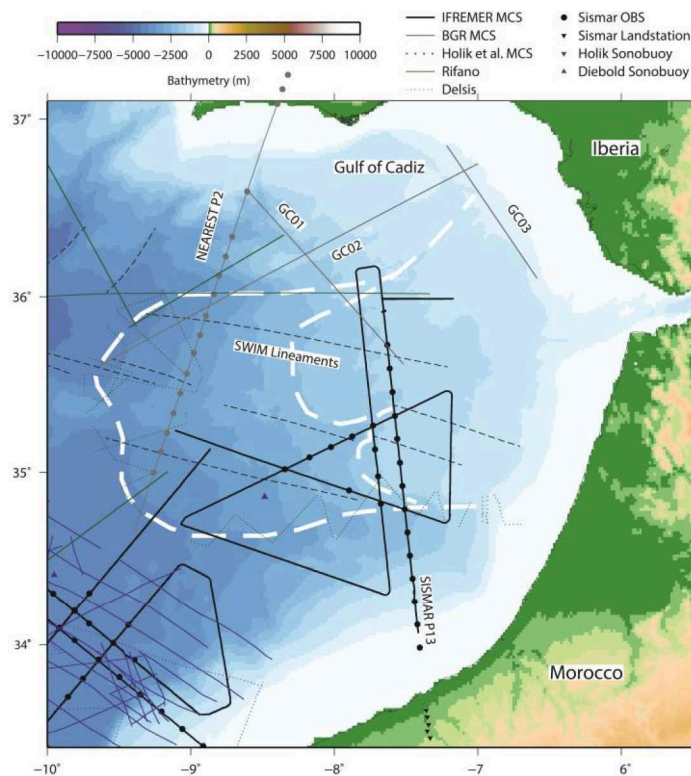 −10000 −7500 −5000 −2500 0 2500 5000 7500 10000
Bathymetry (m)
IFREMER MCS
BGR MCS
Holik et al. MCS
Rifano
Delsis
Sismar OBS
Sismar Landstation
Holik Sonobuoy
Diebold Sonobuoy
37°
Iberia
Gulf of Cadiz
NEAREST P2
GC01
GC02
GC03
36°
SWIM Lineaments
35°
SISMAR P13
34°
Morocco
−10° −9° −8° −7° −6°